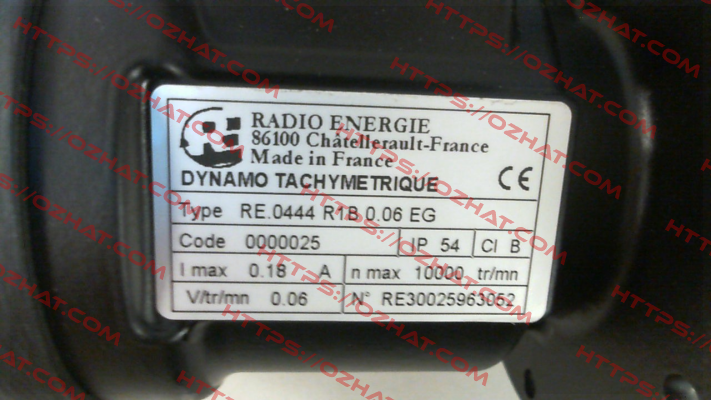 RADIO ENERGIE
86100 Châtellerault-France
Made in France
DYNAMO TACHYMETRIQUE CE
Type RE.0444 R1B 0.06 EG
Code 0000025 IP 54 Cl B
I max 0.18 A n max 10000 tr/mn
V/tr/mn 0.06 N° RE30025963052
HTTPS://OZHAT.COM